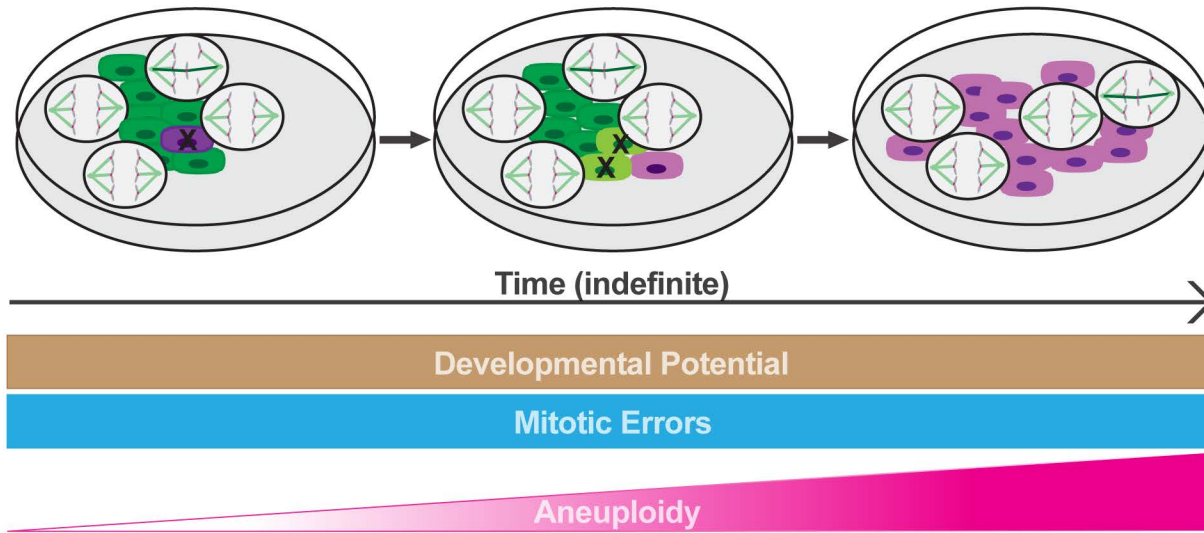 Time (indefinite)
Developmental Potential
Mitotic Errors
Aneuploidy